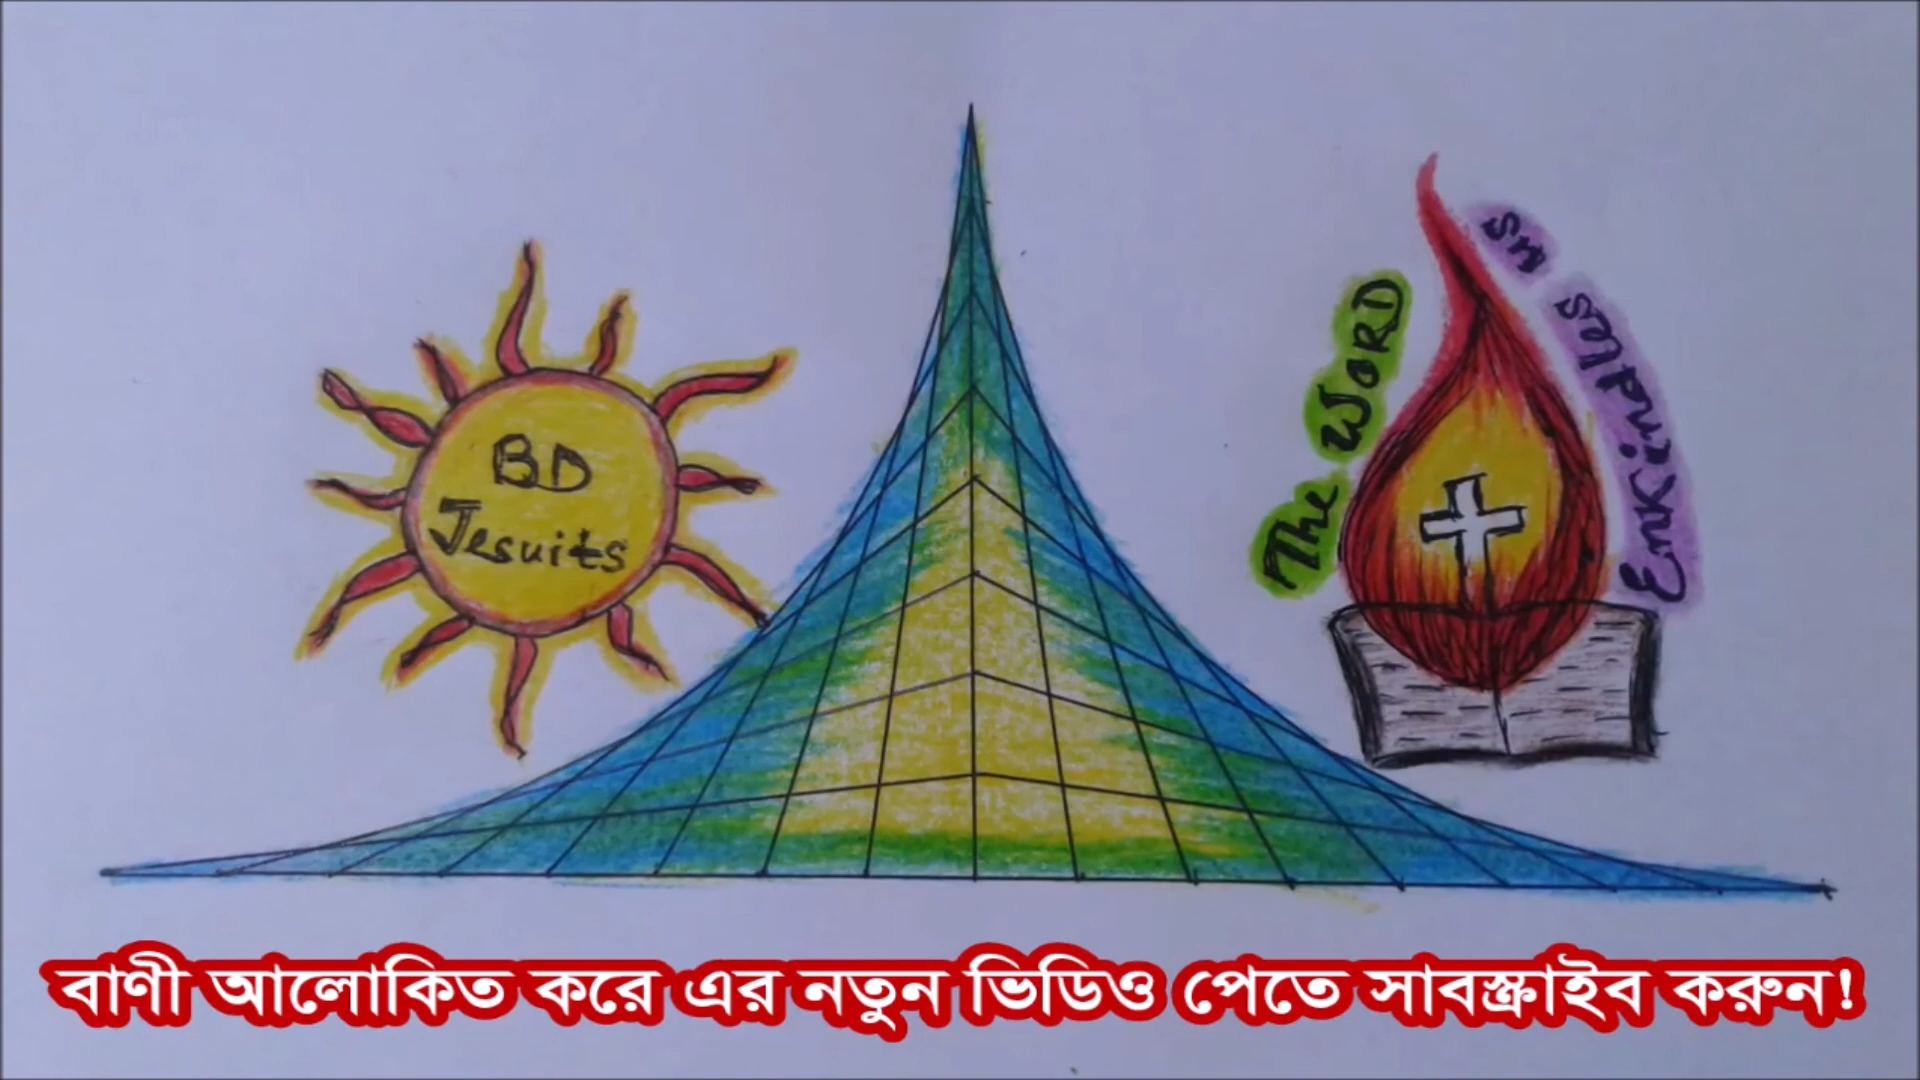 BD
Jesuits
The WORD
Enkindles us
বাণী আলোকিত করে এর নতুন ভিডিও পেতে সাবস্ক্রাইব করুন!